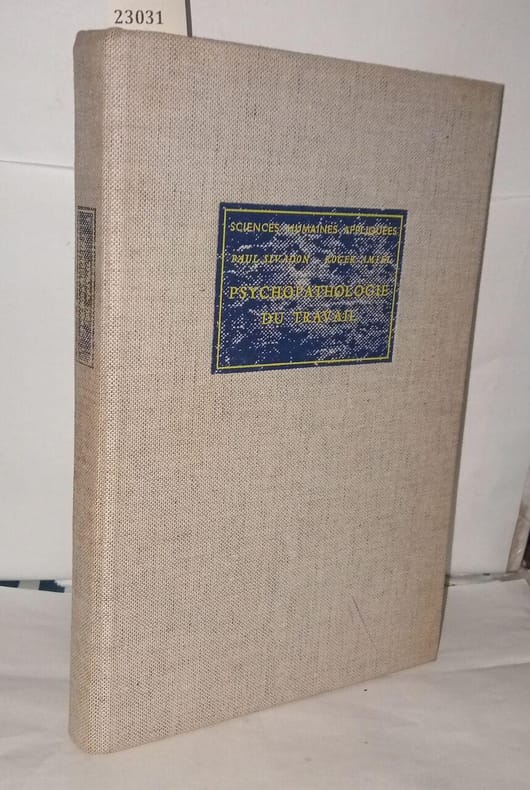 23031
SCIENCES HUMAINES APPLIQUÉES
PAUL SIVADON ROGER AMIEL
PSYCHOPATHOLOGIE
DU TRAVAIL